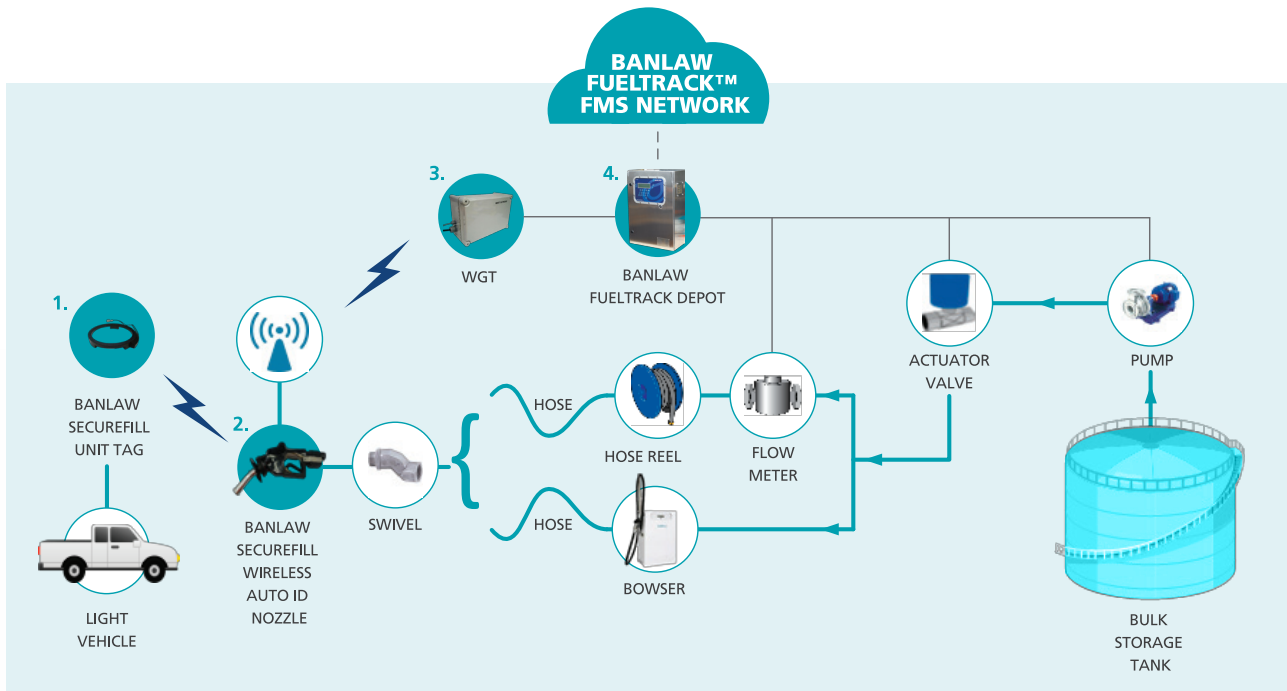 BANLAW
FUELTRACK™
FMS NETWORK
3.
WGT
4.
BANLAW
FUELTRACK DEPOT
1.
BANLAW
SECUREFILL
UNIT TAG
LIGHT
VEHICLE
2.
BANLAW
SECUREFILL
WIRELESS
AUTO ID
NOZZLE
SWIVEL
HOSE
HOSE REEL
FLOW
METER
HOSE
BOWSER
ACTUATOR
VALVE
PUMP
BULK
STORAGE
TANK